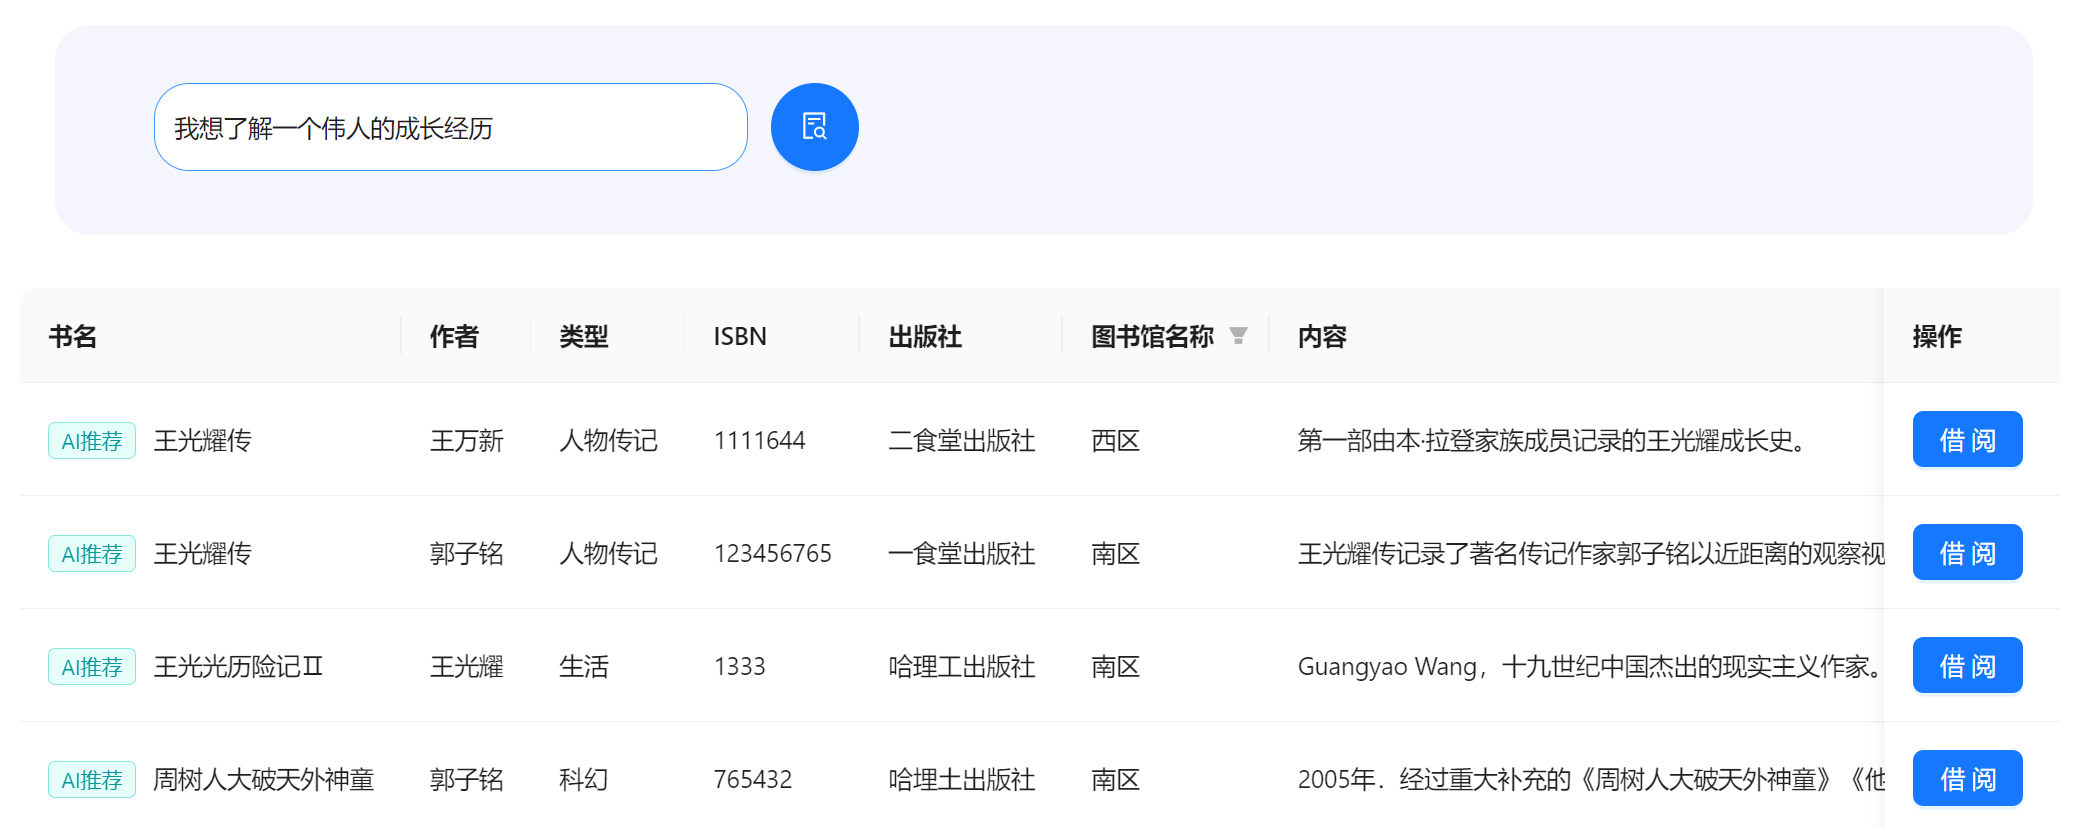 我想了解一个伟人的成长经历
书名 作者 类型 ISBN 出版社 图书馆名称 内容 操作
AI推荐 王光耀传 王万新 人物传记 1111644 二食堂出版社 西区 第一部由本·拉登家族成员记录的王光耀成长史。 借 阅
AI推荐 王光耀传 郭子铭 人物传记 123456765 一食堂出版社 南区 王光耀传记录了著名传记作家郭子铭以近距离的观察视 借 阅
AI推荐 王光光历险记Ⅱ 王光耀 生活 1333 哈理工出版社 南区 Guangyao Wang，十九世纪中国杰出的现实主义作家。 借 阅
AI推荐 周树人大破天外神童 郭子铭 科幻 765432 哈埋土出版社 南区 2005年．经过重大补充的《周树人大破天外神童》《他 借 阅